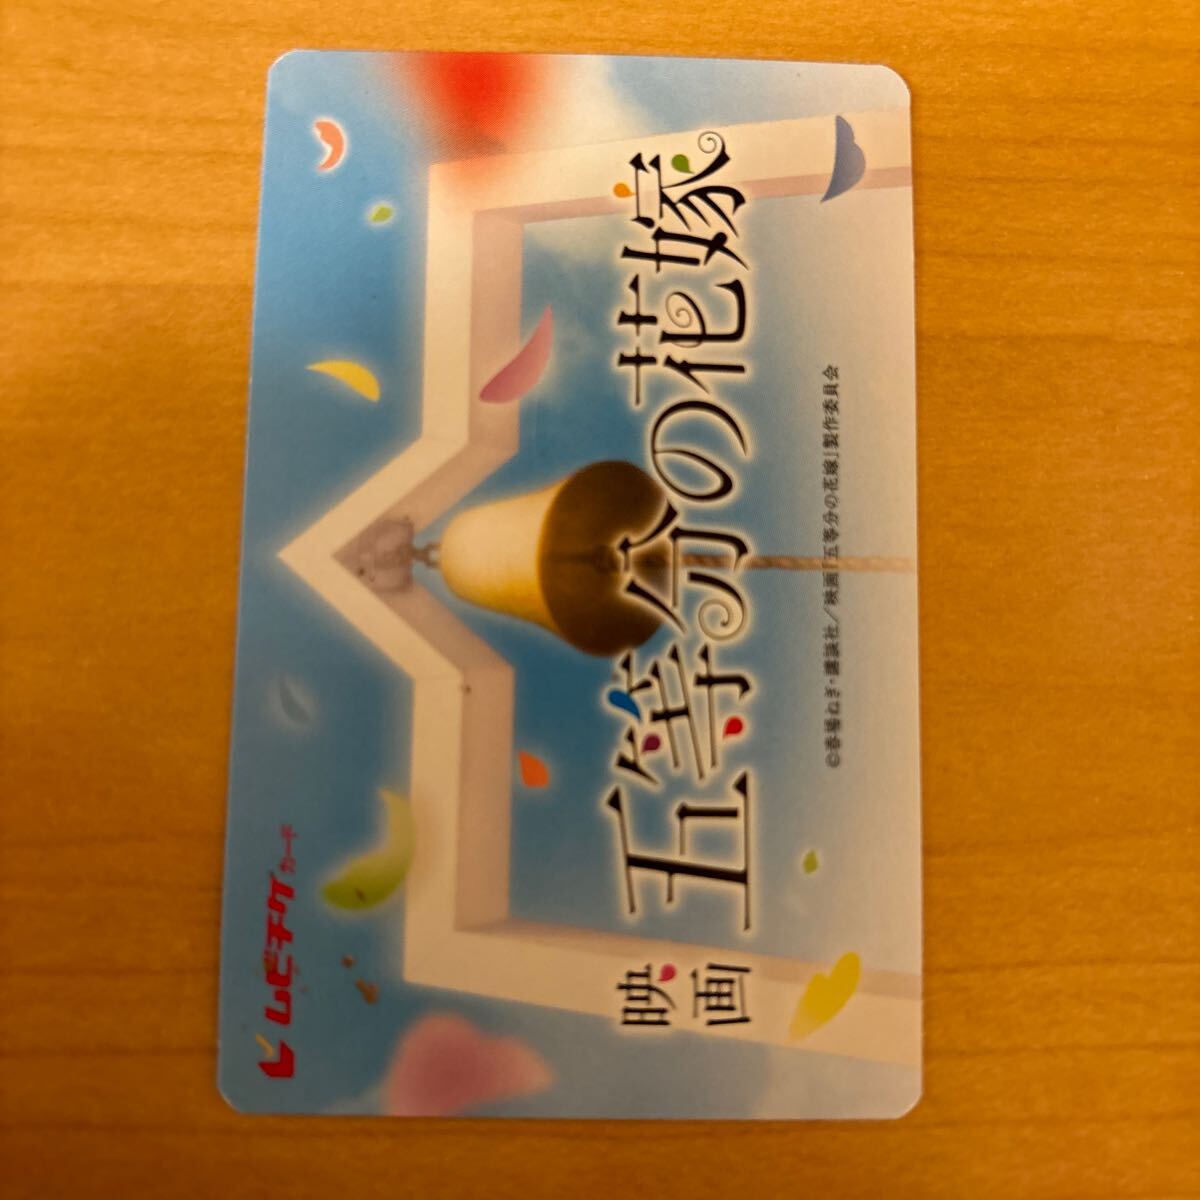 ムビチケカード
映画 五等分の花嫁
©春場ねぎ・講談社／映画「五等分の花嫁」製作委員会